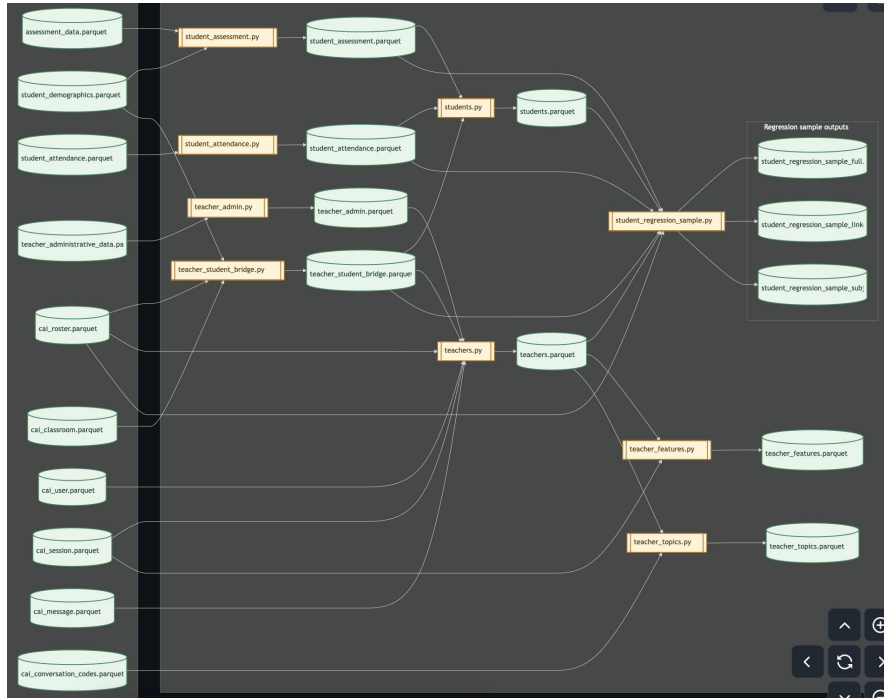 assessment_data.parquet
student_demographics.parquet
student_attendance.parquet
teacher_administrative_data.pa
cai_roster.parquet
cai_classroom.parquet
cai_user.parquet
cai_session.parquet
cai_message.parquet
cai_conversation_codes.parquet
student_assessment.py
student_attendance.py
teacher_admin.py
teacher_student_bridge.py
student_assessment.parquet
student_attendance.parquet
teacher_admin.parquet
teacher_student_bridge.parque
students.py
teachers.py
students.parquet
teachers.parquet
student_regression_sample.py
teacher_features.py
teacher_topics.py
Regression sample outputs
student_regression_sample_full.
student_regression_sample_link
student_regression_sample_subj
teacher_features.parquet
teacher_topics.parquet